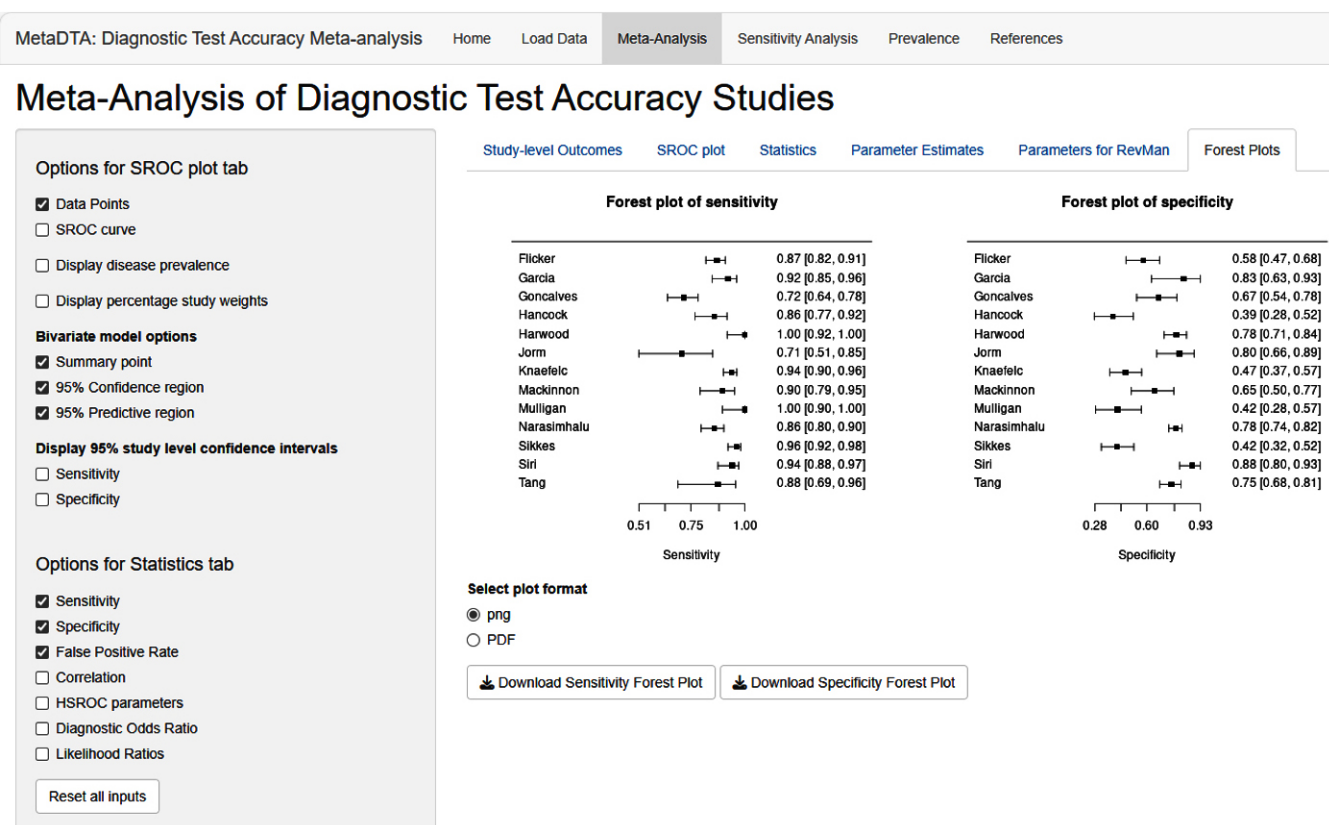 MetaDTA: Diagnostic Test Accuracy Meta-analysis Home Load Data Meta-Analysis Sensitivity Analysis Prevalence References
Meta-Analysis of Diagnostic Test Accuracy Studies
Options for SROC plot tab
Data Points
SROC curve
Display disease prevalence
Display percentage study weights
Bivariate model options
Summary point
95% Confidence region
95% Predictive region
Display 95% study level confidence intervals
Sensitivity
Specificity
Options for Statistics tab
Sensitivity
Specificity
False Positive Rate
Correlation
HSROC parameters
Diagnostic Odds Ratio
Likelihood Ratios
Reset all inputs
Study-level Outcomes SROC plot Statistics Parameter Estimates Parameters for RevMan Forest Plots
Forest plot of sensitivity
Flicker 0.87 [0.82, 0.91]
Garcia 0.92 [0.85, 0.96]
Goncalves 0.72 [0.64, 0.78]
Hancock 0.86 [0.77, 0.92]
Harwood 1.00 [0.92, 1.00]
Jorm 0.71 [0.51, 0.85]
Knaefelc 0.94 [0.90, 0.96]
Mackinnon 0.90 [0.79, 0.95]
Mulligan 1.00 [0.90, 1.00]
Narasimhalu 0.86 [0.80, 0.90]
Sikkes 0.96 [0.92, 0.98]
Siri 0.94 [0.88, 0.97]
Tang 0.88 [0.69, 0.96]
0.51 0.75 1.00
Sensitivity
Forest plot of specificity
Flicker 0.58 [0.47, 0.68]
Garcia 0.83 [0.63, 0.93]
Goncalves 0.67 [0.54, 0.78]
Hancock 0.39 [0.28, 0.52]
Harwood 0.78 [0.71, 0.84]
Jorm 0.80 [0.66, 0.89]
Knaefelc 0.47 [0.37, 0.57]
Mackinnon 0.65 [0.50, 0.77]
Mulligan 0.42 [0.28, 0.57]
Narasimhalu 0.78 [0.74, 0.82]
Sikkes 0.42 [0.32, 0.52]
Siri 0.88 [0.80, 0.93]
Tang 0.75 [0.68, 0.81]
0.28 0.60 0.93
Specificity
Select plot format
png
PDF
Download Sensitivity Forest Plot Download Specificity Forest Plot